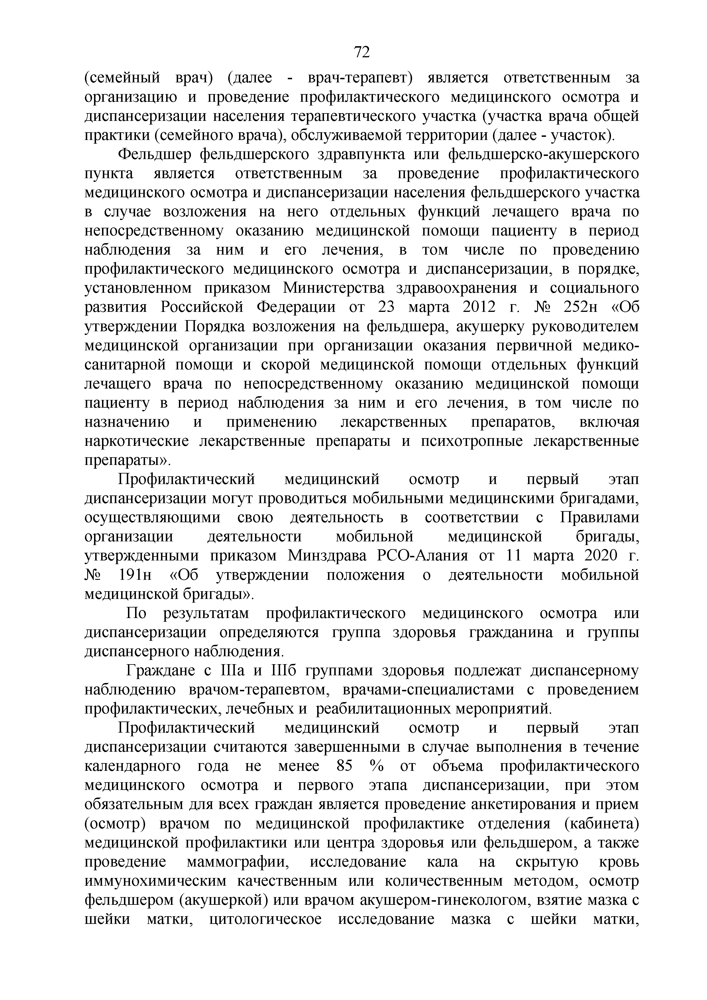 72
(семейный врач) (далее - врач-терапевт) является ответственным за
организацию и проведение профилактического медицинского осмотра и
диспансеризации населения терапевтического участка (участка врача общей
практики (семейного врача), обслуживаемой территории (далее - участок).
Фельдшер фельдшерского здравпункта или фельдшерско-акушерского
пункта является ответственным за проведение профилактического
медицинского осмотра и диспансеризации населения фельдшерского участка
в случае возложения на него отдельных функций лечащего врача по
непосредственному оказанию медицинской помощи пациенту в период
наблюдения за ним и его лечения, в том числе по проведению
профилактического медицинского осмотра и диспансеризации, в порядке,
установленном приказом Министерства здравоохранения и социального
развития Российской Федерации от 23 марта 2012 г. № 252н «Об
утверждении Порядка возложения на фельдшера, акушерку руководителем
медицинской организации при организации оказания первичной медико-
санитарной помощи и скорой медицинской помощи отдельных функций
лечащего врача по непосредственному оказанию медицинской помощи
пациенту в период наблюдения за ним и его лечения, в том числе по
назначению и применению лекарственных препаратов, включая
наркотические лекарственные препараты и психотропные лекарственные
препараты».
Профилактический медицинский осмотр и первый этап
диспансеризации могут проводиться мобильными медицинскими бригадами,
осуществляющими свою деятельность в соответствии с Правилами
организации деятельности мобильной медицинской бригады,
утвержденными приказом Минздрава РСО-Алания от 11 марта 2020 г.
№ 191н «Об утверждении положения о деятельности мобильной
медицинской бригады».
По результатам профилактического медицинского осмотра или
диспансеризации определяются группа здоровья гражданина и группы
диспансерного наблюдения.
Граждане с IIIа и IIIб группами здоровья подлежат диспансерному
наблюдению врачом-терапевтом, врачами-специалистами с проведением
профилактических, лечебных и реабилитационных мероприятий.
Профилактический медицинский осмотр и первый этап
диспансеризации считаются завершенными в случае выполнения в течение
календарного года не менее 85 % от объема профилактического
медицинского осмотра и первого этапа диспансеризации, при этом
обязательным для всех граждан является проведение анкетирования и прием
(осмотр) врачом по медицинской профилактике отделения (кабинета)
медицинской профилактики или центра здоровья или фельдшером, а также
проведение маммографии, исследование кала на скрытую кровь
иммунохимическим качественным или количественным методом, осмотр
фельдшером (акушеркой) или врачом акушером-гинекологом, взятие мазка с
шейки матки, цитологическое исследование мазка с шейки матки,